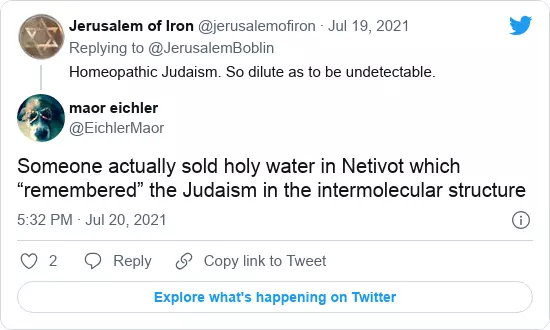 Jerusalem of Iron @jerusalemofiron · Jul 19, 2021
Replying to @JerusalemBoblin
Homeopathic Judaism. So dilute as to be undetectable.
maor eichler
@EichlerMaor
Someone actually sold holy water in Netivot which
“remembered” the Judaism in the intermolecular structure
5:32 PM · Jul 20, 2021
2 Reply Copy link to Tweet
Explore what's happening on Twitter